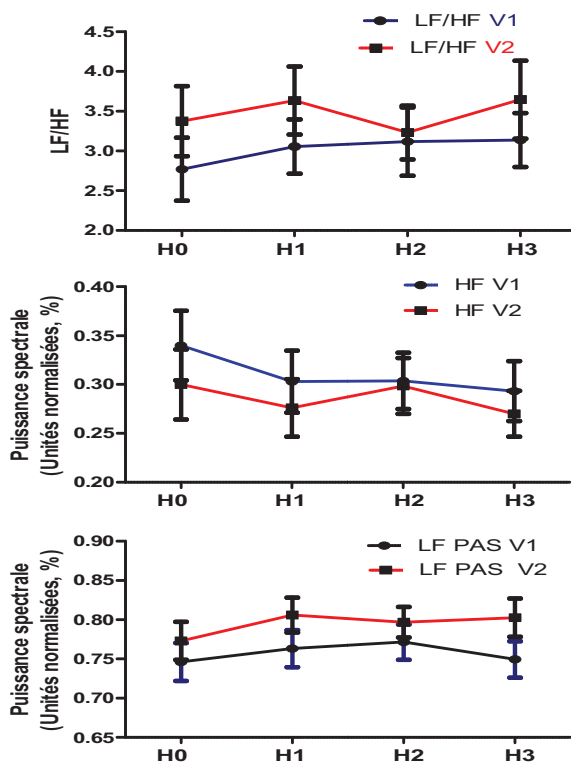 LF/HF V1
LF/HF V2
LF/HF
4.5
4.0
3.5
3.0
2.5
2.0
H0 H1 H2 H3
HF V1
HF V2
Puissance spectrale
(Unités normalisées, %)
0.40
0.35
0.30
0.25
0.20
H0 H1 H2 H3
LF PAS V1
LF PAS V2
Puissance spectrale
(Unités normalisées, %)
0.90
0.85
0.80
0.75
0.70
0.65
H0 H1 H2 H3